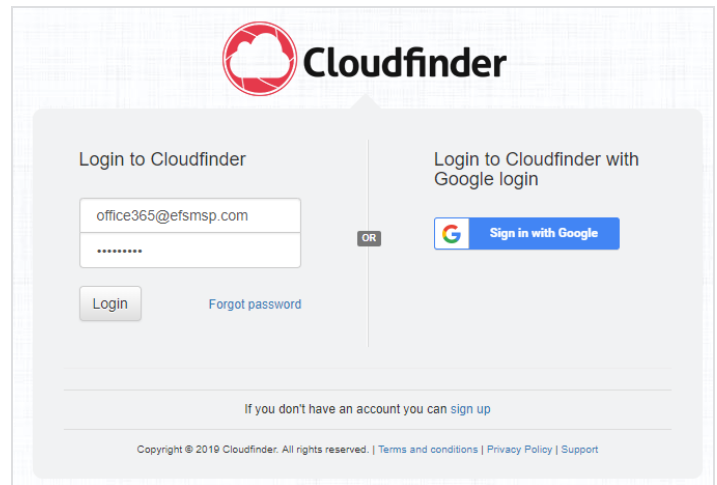 Cloudfinder
Login to Cloudfinder
office365@efsmsp.com
•••••••••
Login
Forgot password
OR
Login to Cloudfinder with
Google login
G
Sign in with Google
If you don't have an account you can sign up
Copyright © 2019 Cloudfinder. All rights reserved. | Terms and conditions | Privacy Policy | Support